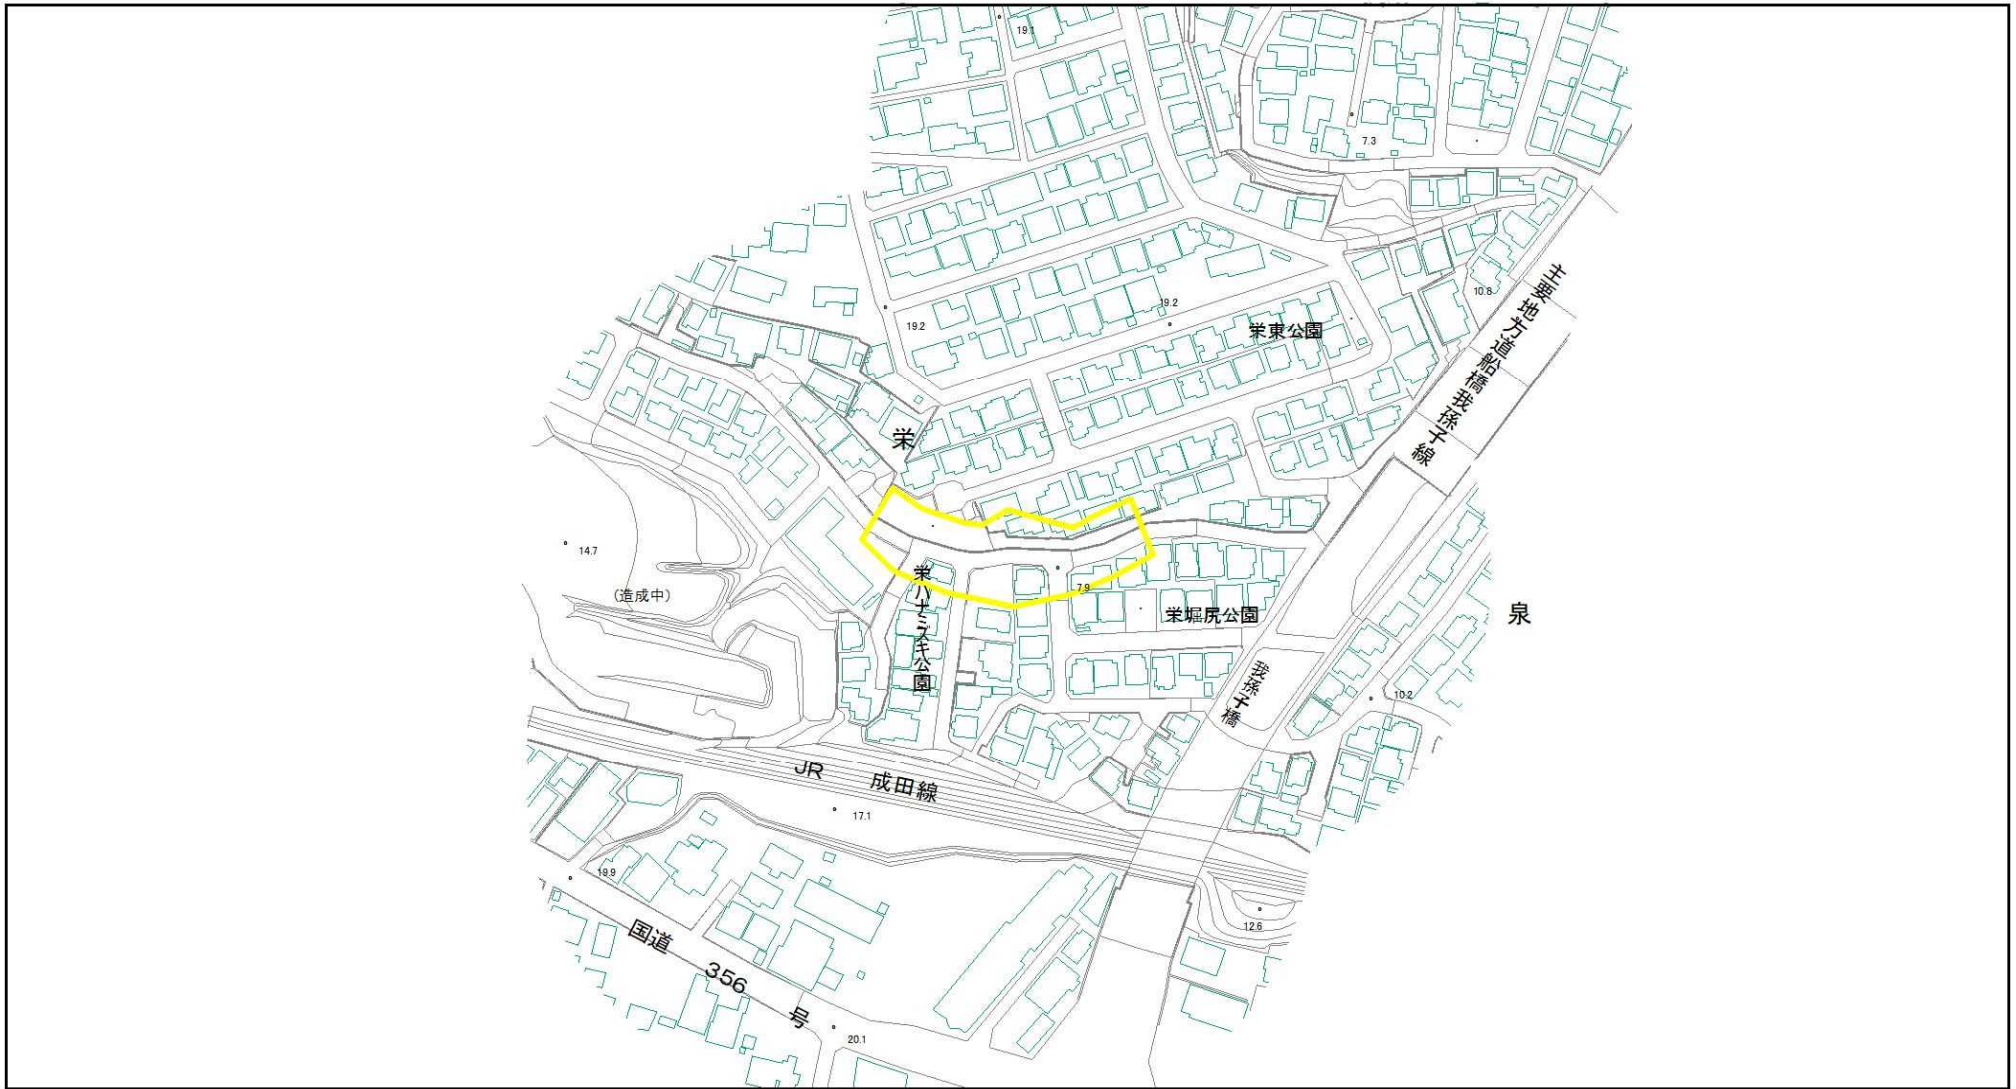 19.1
7.3
主要地方道船橋我孫子線
10.8
19.2
19.2
栄東公園
栄
14.7
(造成中)
栄ハナミズキ公園
7.9
栄堀尻公園
泉
我孫子橋
10.2
JR 成田線
17.1
19.9
12.6
国道 356 号
20.1